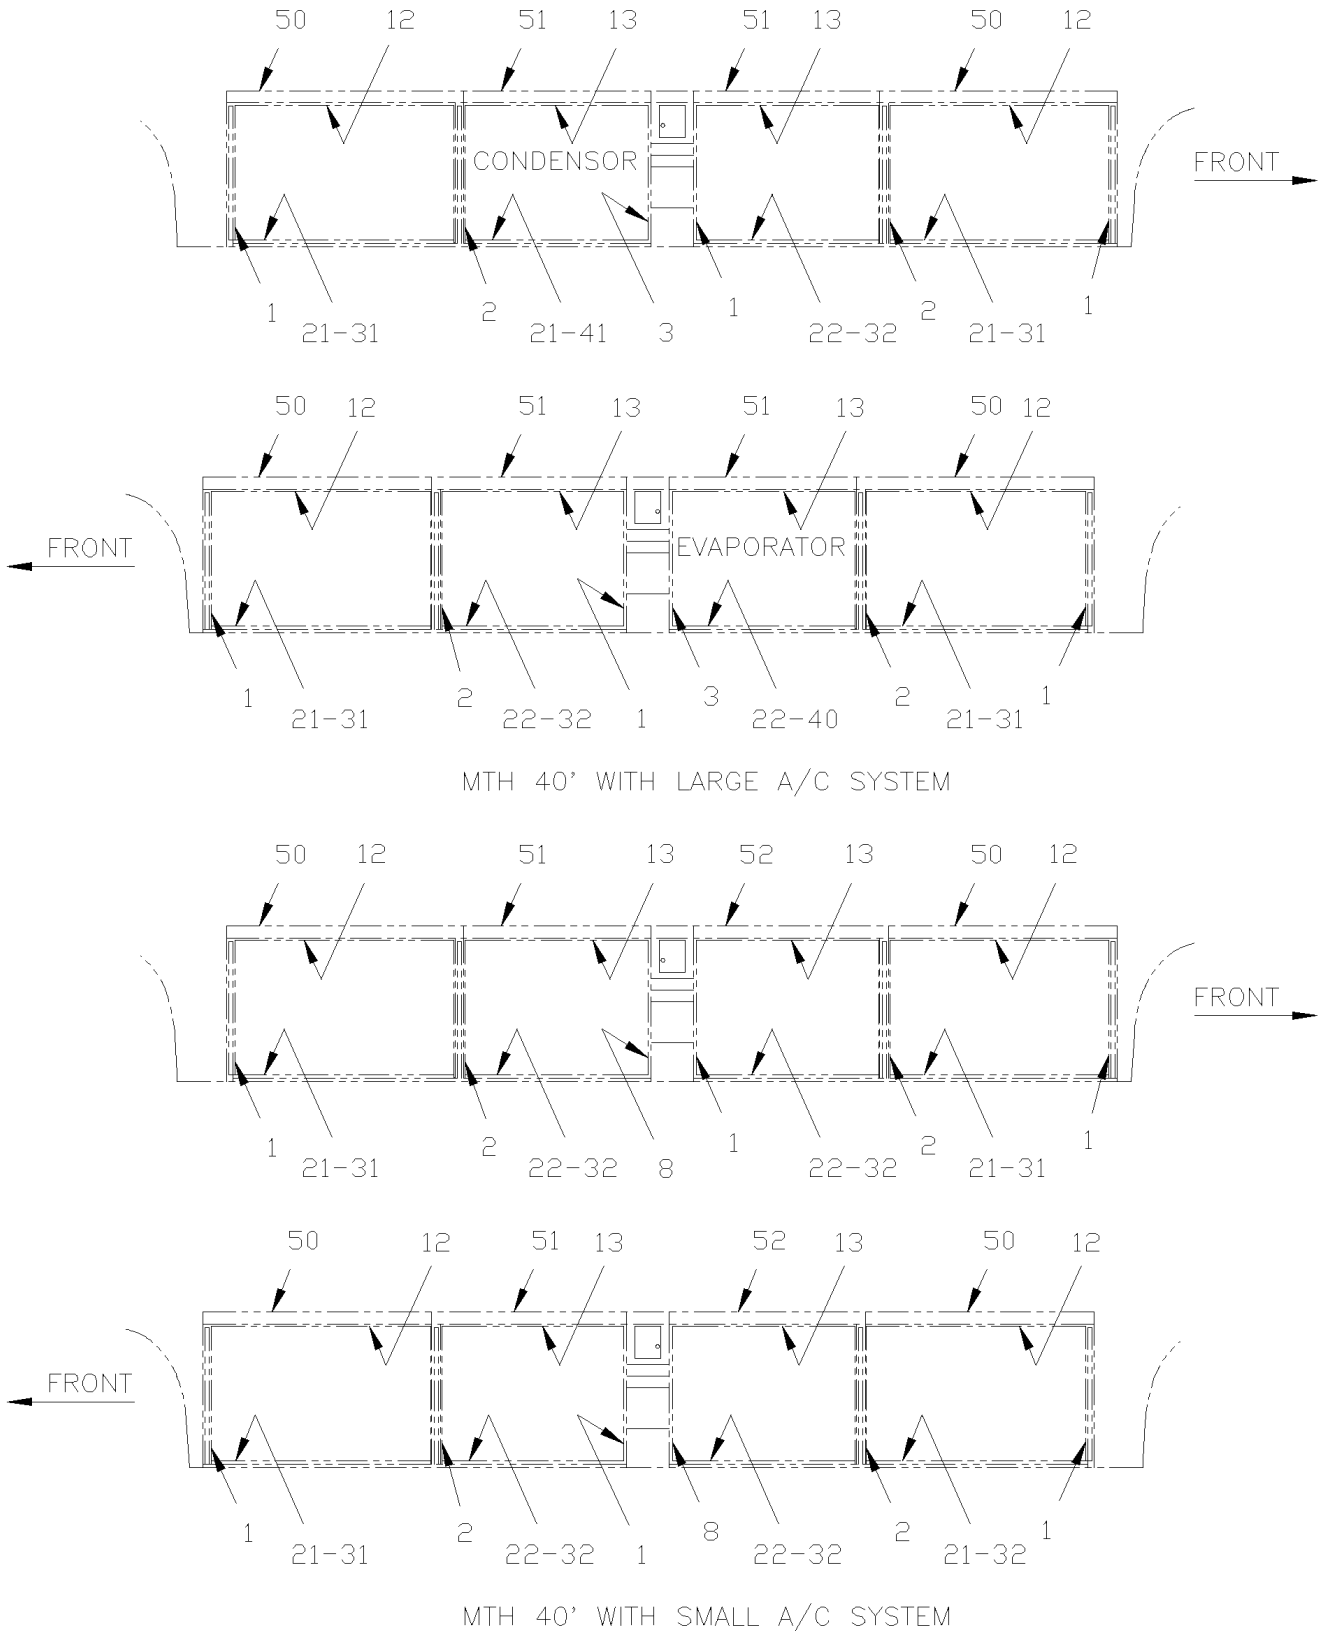 50 12 51 13 51 13 50 12
CONDENSOR
FRONT
1 21-31 2 21-41 3 1 22-32 2 21-31 1
50 12 51 13 51 13 50 12
FRONT
EVAPORATOR
1 21-31 2 22-32 1 3 22-40 2 21-31 1
MTH 40' WITH LARGE A/C SYSTEM
50 12 51 13 52 13 50 12
FRONT
1 21-31 2 22-32 8 1 22-32 2 21-31 1
50 12 51 13 52 13 50 12
FRONT
1 21-31 2 22-32 1 8 22-32 2 21-32 1
MTH 40' WITH SMALL A/C SYSTEM